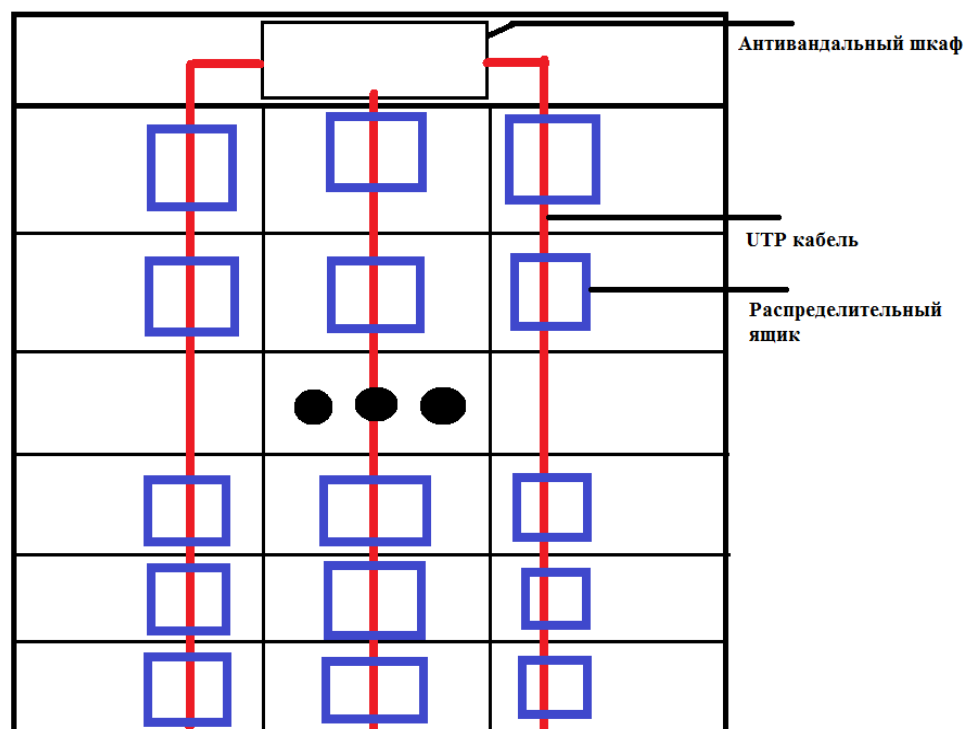 Антивандальный шкаф
UTP кабель
Распределительный
ящик